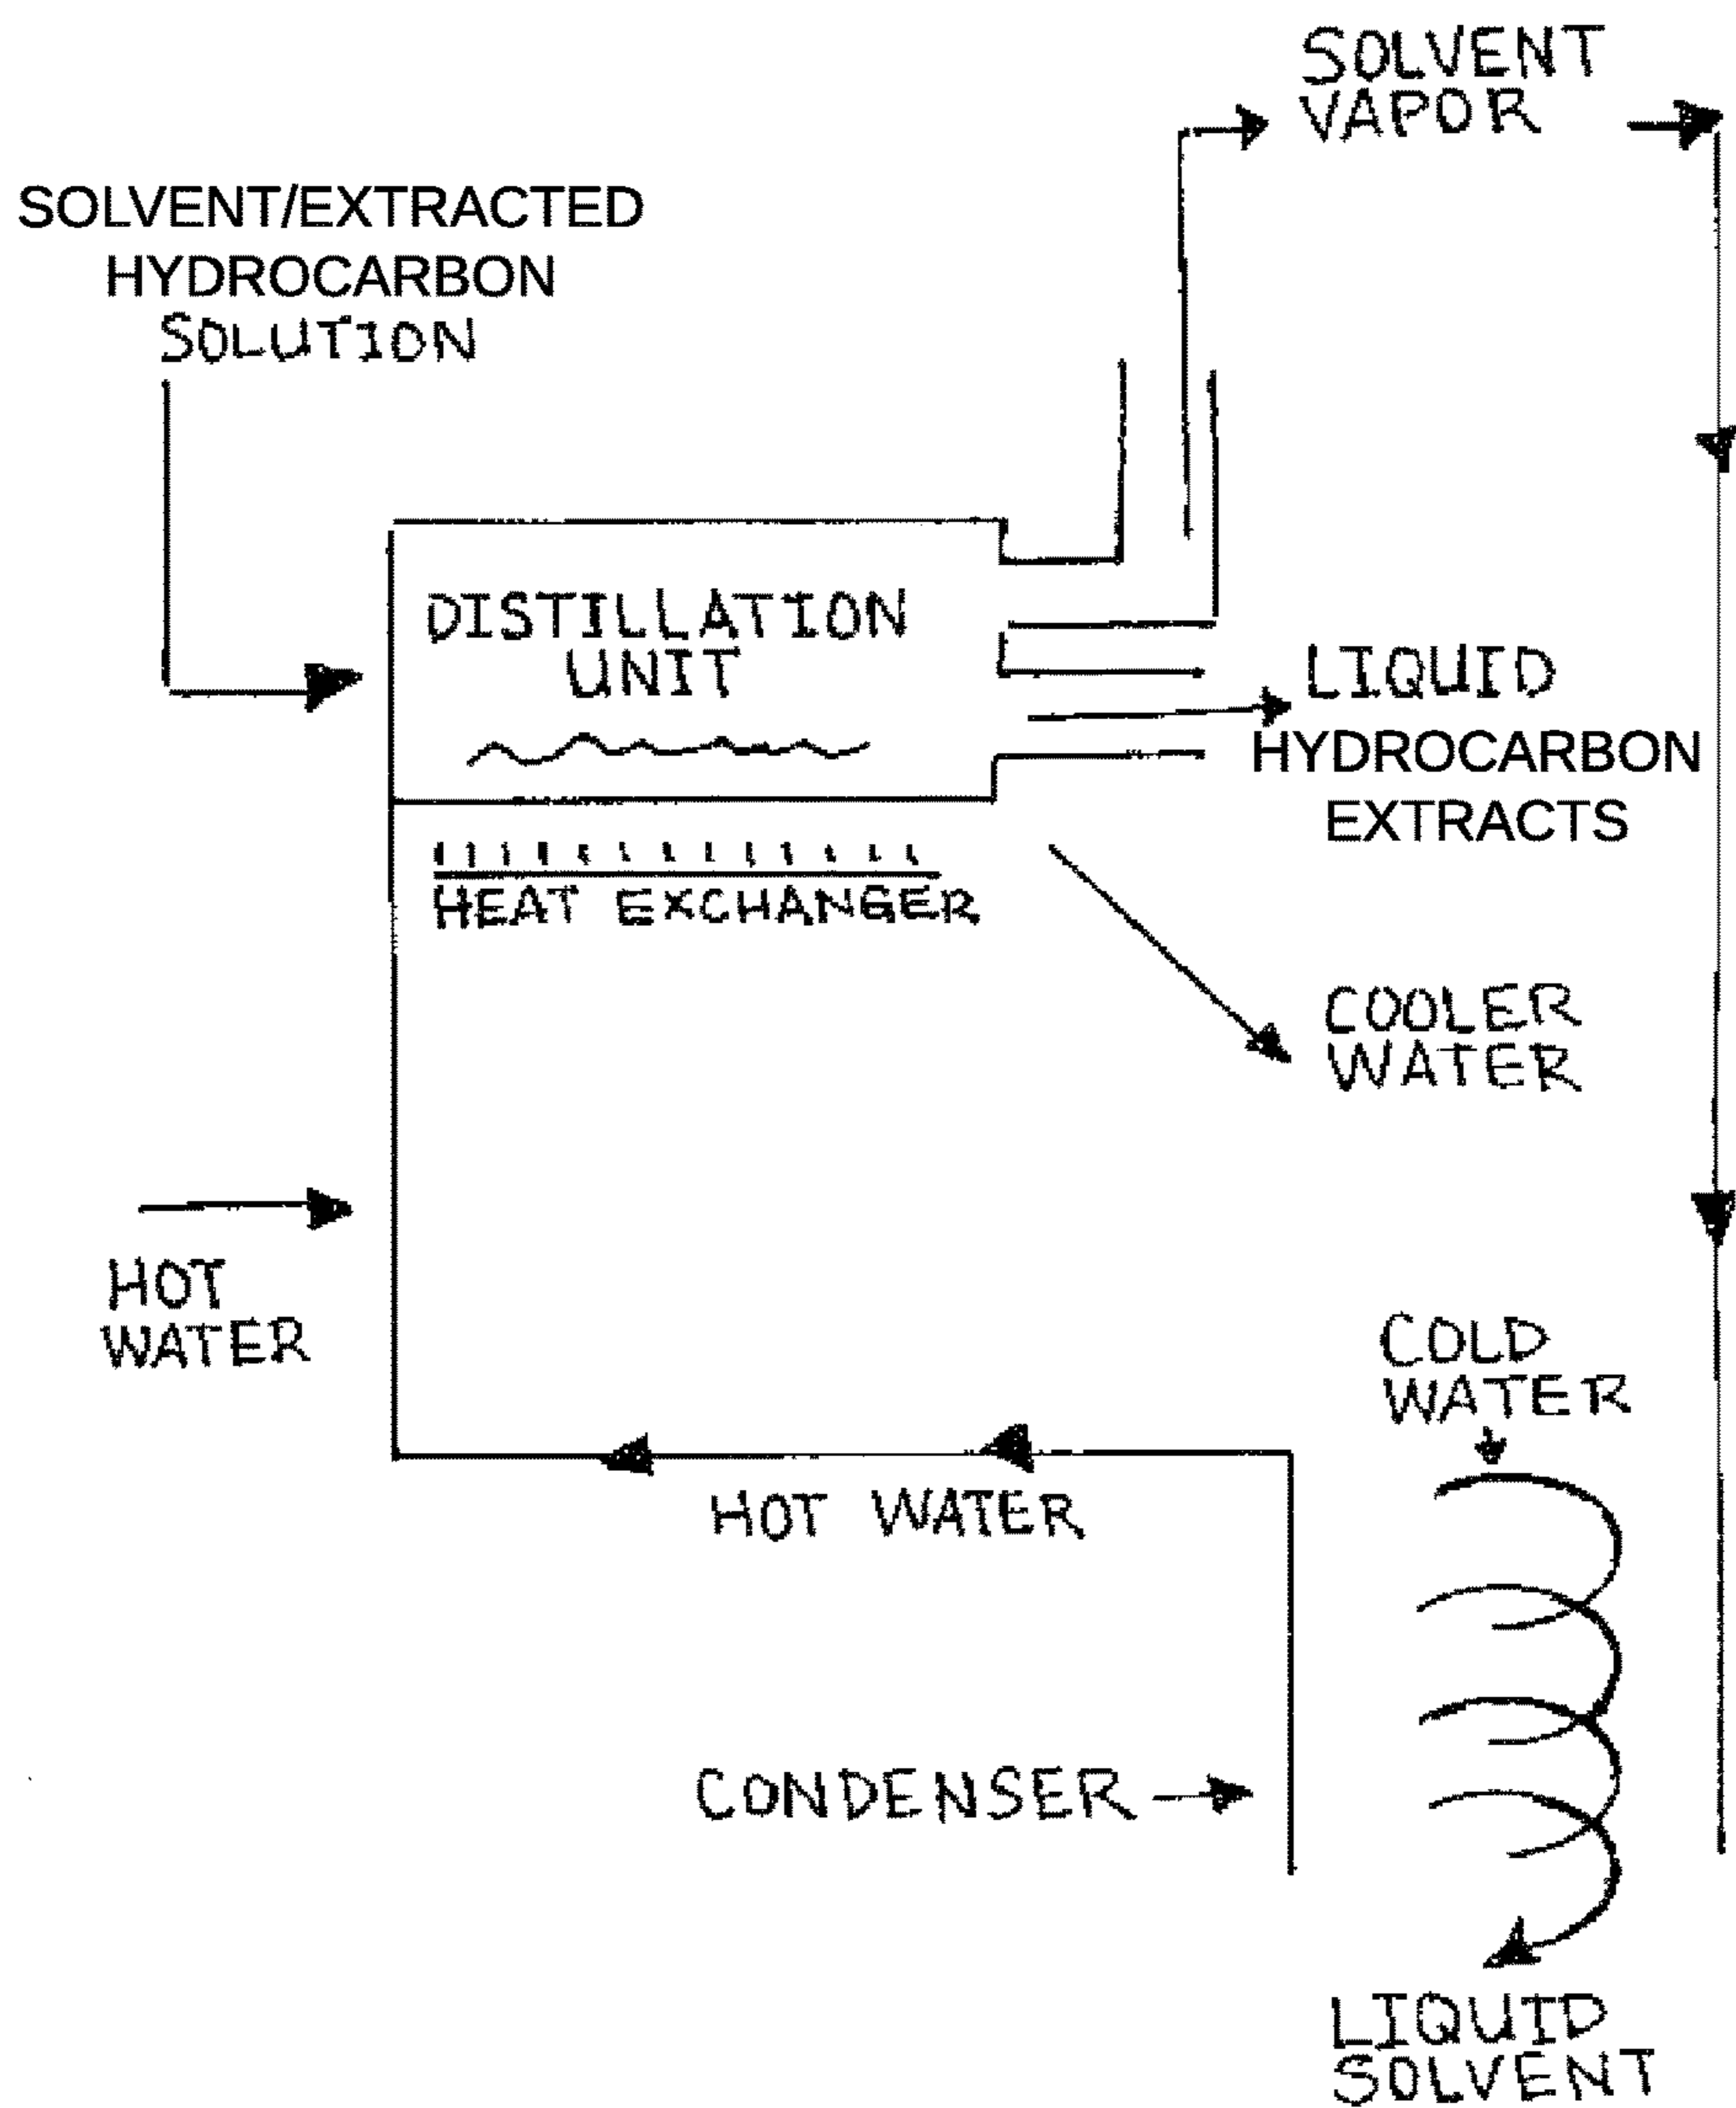 SOLVENT
VAPOR
SOLVENT/EXTRACTED
HYDROCARBON
SOLUTION
DISTILLATION
UNIT
LIQUID
HYDROCARBON
EXTRACTS
HEAT EXCHANGER
COOLER
WATER
HOT
WATER
COLD
WATER
HOT WATER
CONDENSER
LIQUID
SOLVENT